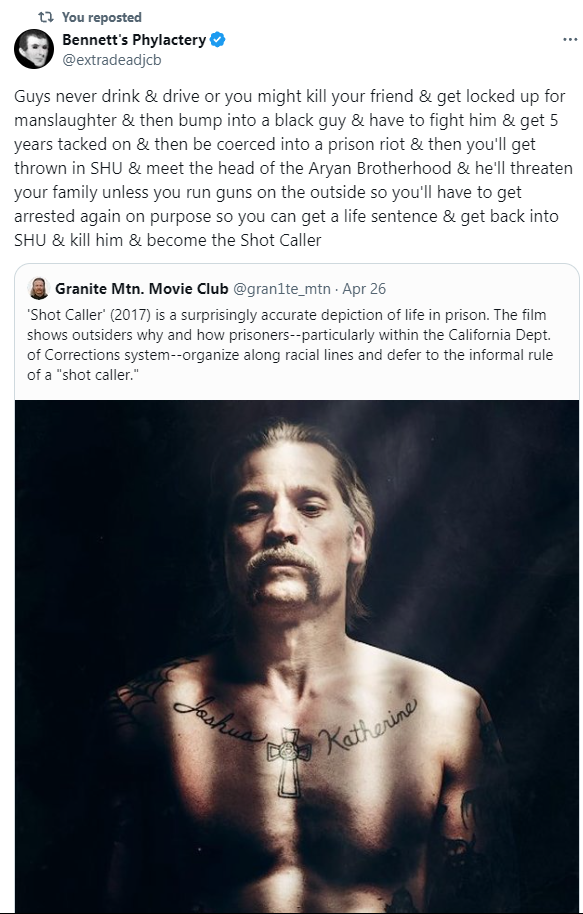 You reposted
Bennett's Phylactery
@extradeadjcb
Guys never drink & drive or you might kill your friend & get locked up for
manslaughter & then bump into a black guy & have to fight him & get 5
years tacked on & then be coerced into a prison riot & then you'll get
thrown in SHU & meet the head of the Aryan Brotherhood & he'll threaten
your family unless you run guns on the outside so you'll have to get
arrested again on purpose so you can get a life sentence & get back into
SHU & kill him & become the Shot Caller
Granite Mtn. Movie Club @gran1te_mtn · Apr 26
'Shot Caller' (2017) is a surprisingly accurate depiction of life in prison. The film
shows outsiders why and how prisoners--particularly within the California Dept.
of Corrections system--organize along racial lines and defer to the informal rule
of a "shot caller."
Joshua Katherine